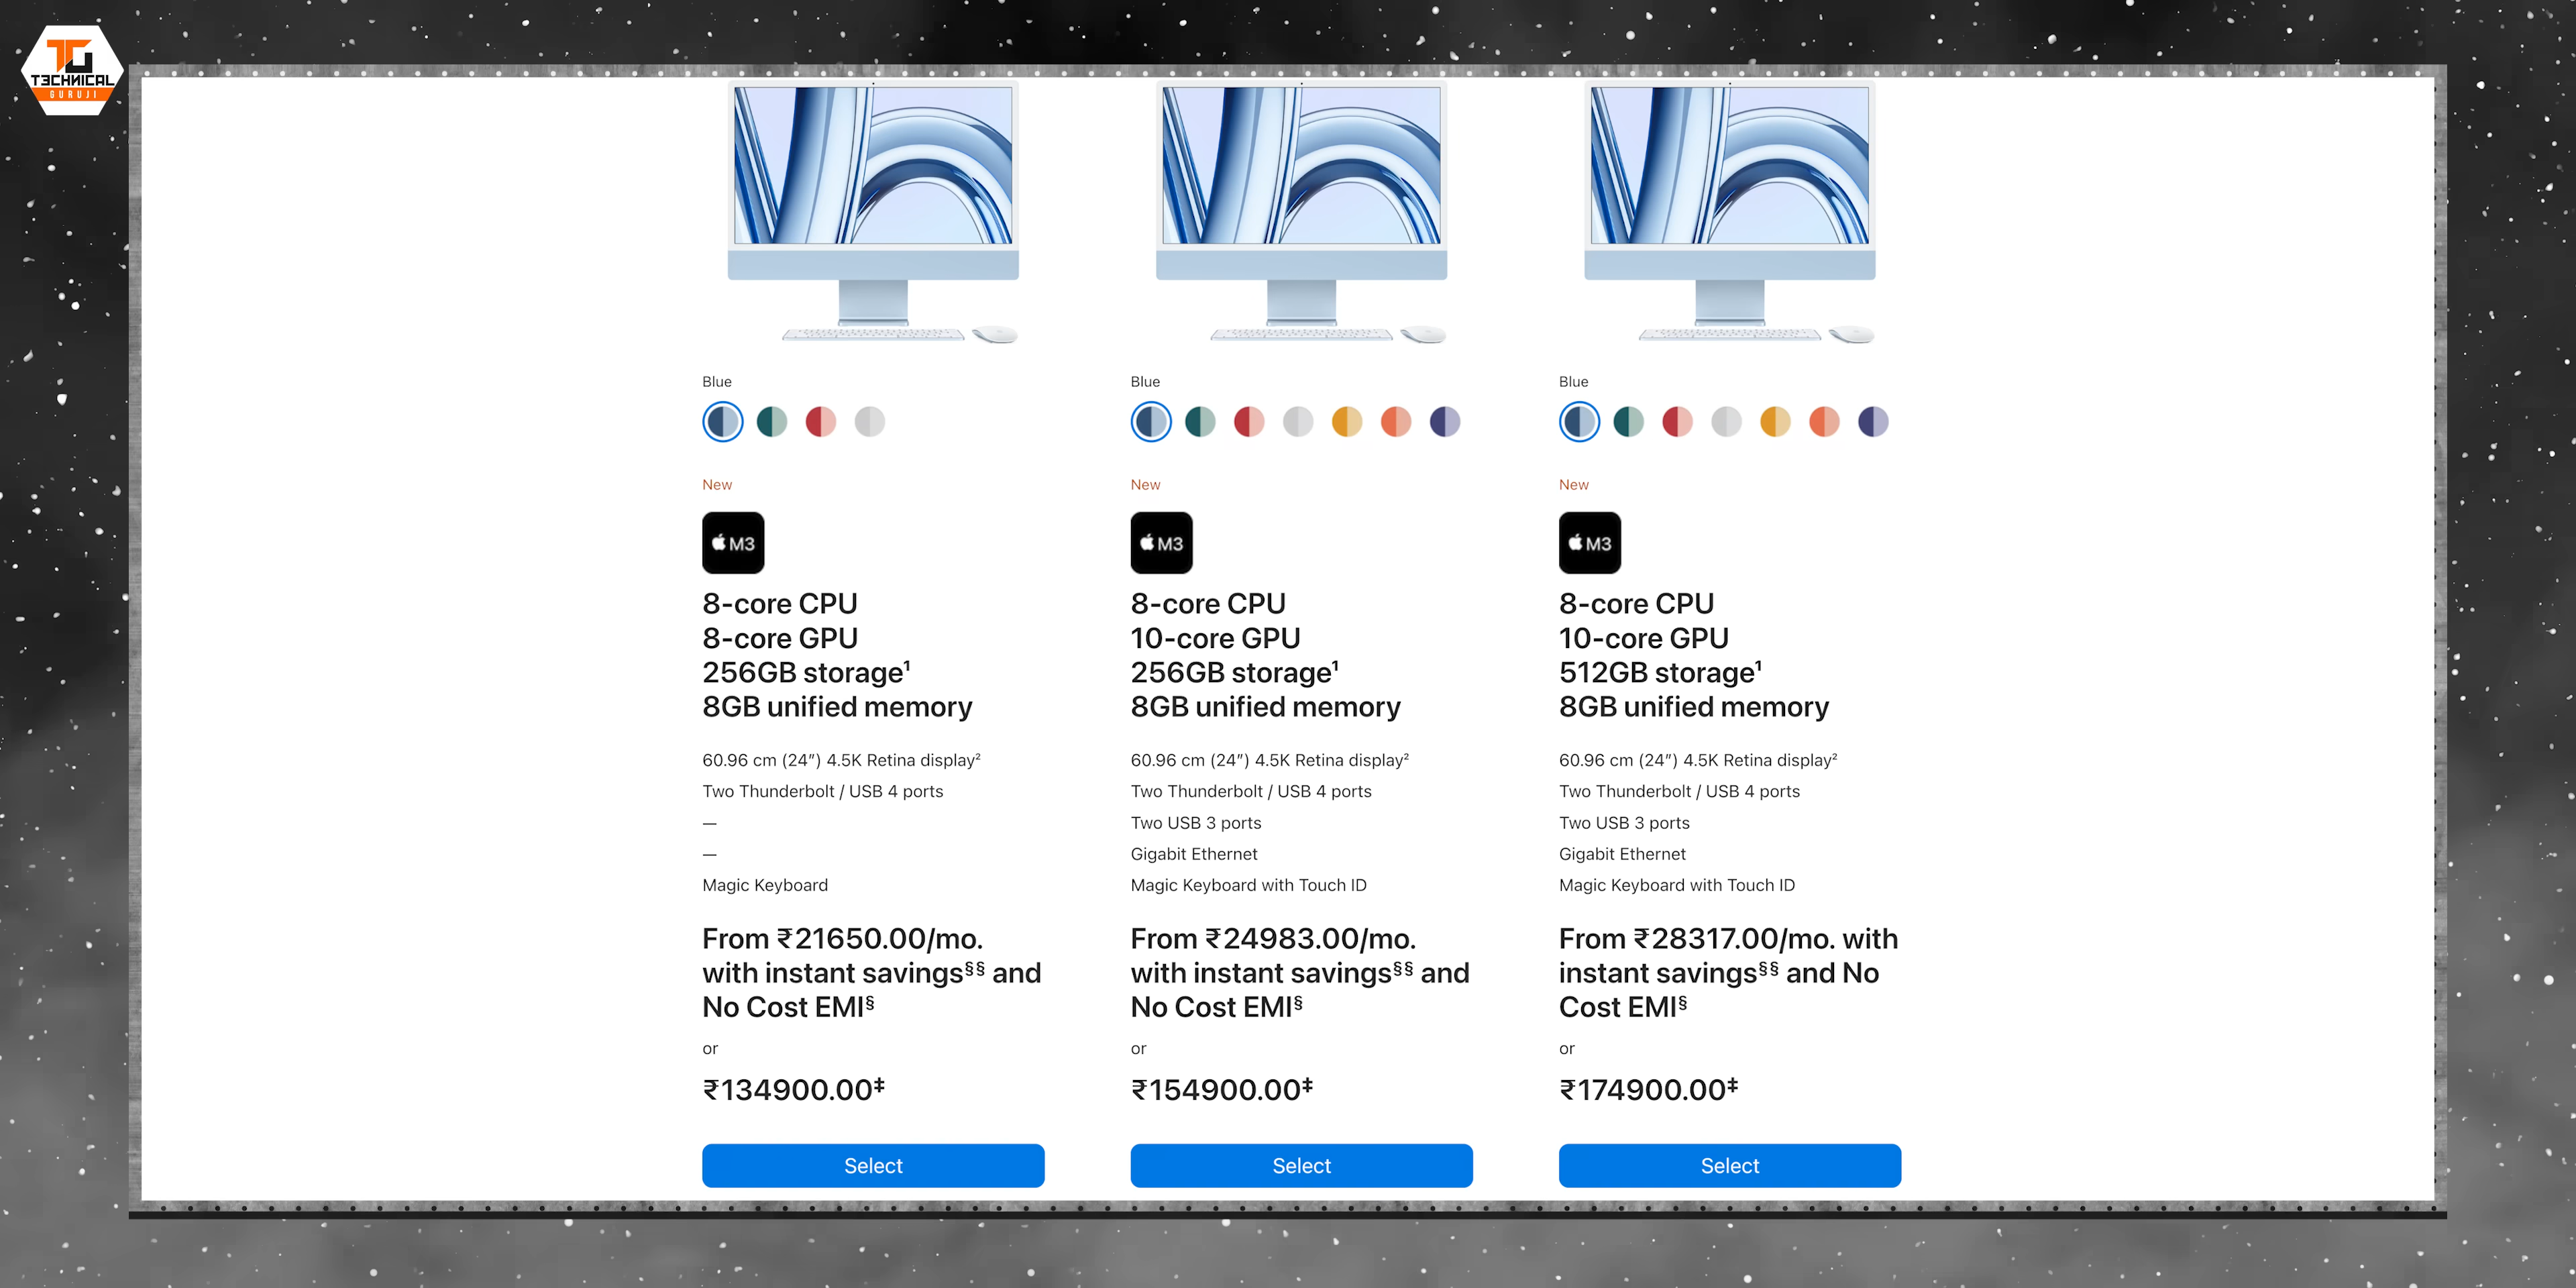 TECHNICAL
GURUJI
Blue
New
M3
8-core CPU
8-core GPU
256GB storage¹
8GB unified memory
60.96 cm (24″) 4.5K Retina display²
Two Thunderbolt / USB 4 ports
—
—
Magic Keyboard
From ₹21650.00/mo.
with instant savings§§ and
No Cost EMI§
or
₹134900.00‡
Select
Blue
New
M3
8-core CPU
10-core GPU
256GB storage¹
8GB unified memory
60.96 cm (24″) 4.5K Retina display²
Two Thunderbolt / USB 4 ports
Two USB 3 ports
Gigabit Ethernet
Magic Keyboard with Touch ID
From ₹24983.00/mo.
with instant savings§§ and
No Cost EMI§
or
₹154900.00‡
Select
Blue
New
M3
8-core CPU
10-core GPU
512GB storage¹
8GB unified memory
60.96 cm (24″) 4.5K Retina display²
Two Thunderbolt / USB 4 ports
Two USB 3 ports
Gigabit Ethernet
Magic Keyboard with Touch ID
From ₹28317.00/mo. with
instant savings§§ and No
Cost EMI§
or
₹174900.00‡
Select